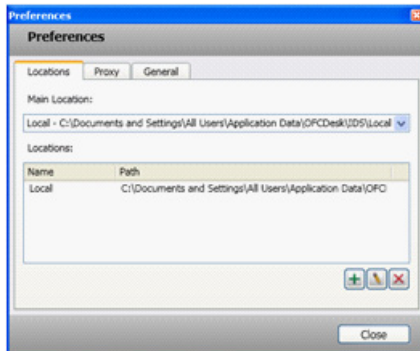 Preferences
Preferences
Locations Proxy General
Main Location:
Local - C:\Documents and Settings\All Users\Application Data\OFCDesk\IDS\Local
Locations:
Name Path
Local C:\Documents and Settings\All Users\Application Data\OFC
Close